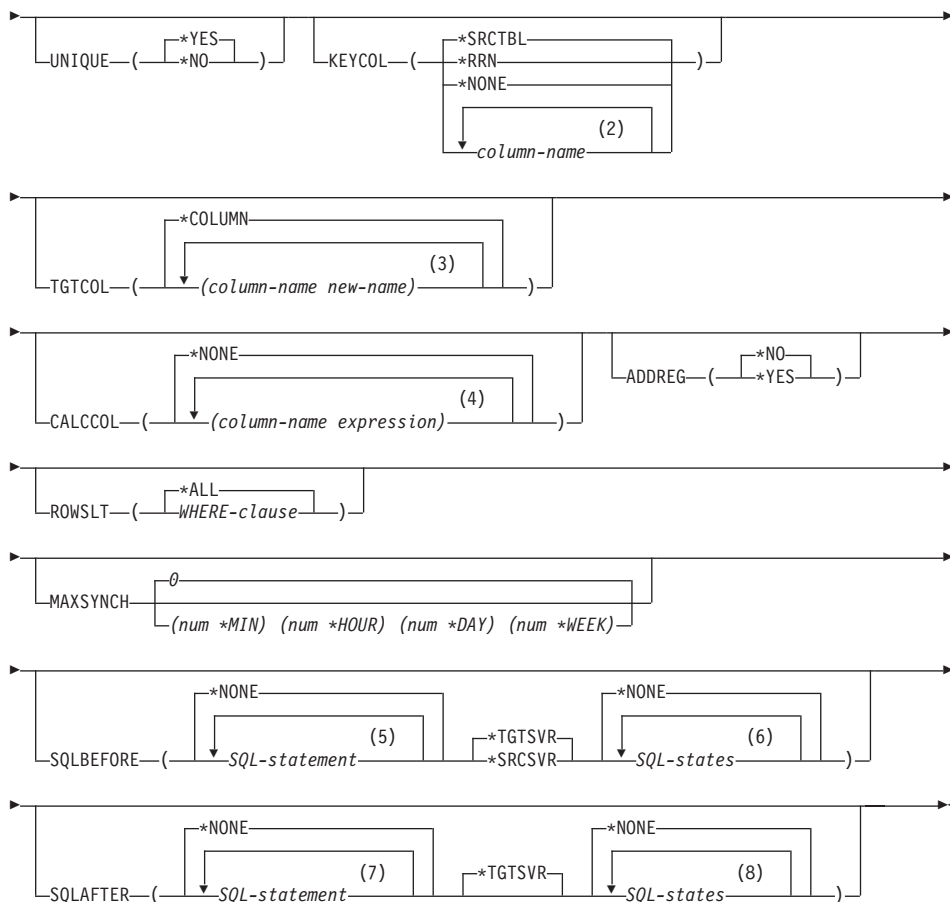 *YES *SRCTBL
UNIQUE ( *NO ) KEYCOL ( *RRN )
*NONE
(2)
column-name
*COLUMN
(3)
TGTCOL ( (column-name new-name) )
*NONE *NO
ADDREG ( *YES )
(4)
CALCCOL ( (column-name expression) )
*ALL
ROWSLT ( WHERE-clause )
0
MAXSYNCH
(num *MIN) (num *HOUR) (num *DAY) (num *WEEK)
*NONE *NONE
(5) *TGTSVR (6)
SQLBEFORE ( SQL-statement *SRCSVR SQL-states )
*NONE *NONE
(7) *TGTSVR (8)
SQLAFTER ( SQL-statement SQL-states )